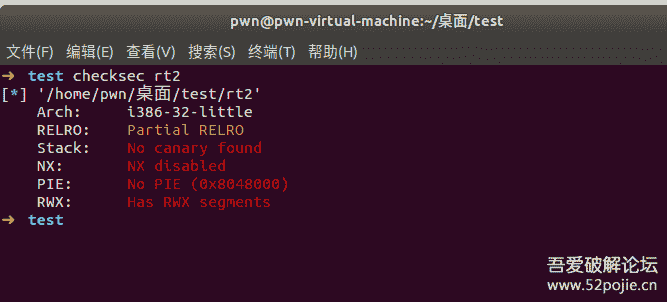 pwn@pwn-virtual-machine:~/桌面/test
文件(F) 编辑(E) 查看(V) 搜索(S) 终端(T) 帮助(H)
➜ test checksec rt2
[*] '/home/pwn/桌面/test/rt2'
Arch: i386-32-little
RELRO: Partial RELRO
Stack: No canary found
NX: NX disabled
PIE: No PIE (0x8048000)
RWX: Has RWX segments
➜ test
吾爱破解论坛
www.52pojie.cn